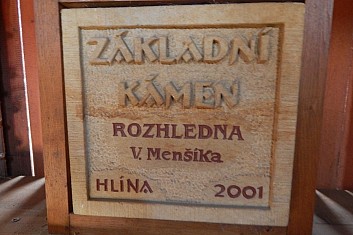 ZÁKLADNÍ
KÁMEN
ROZHLEDNA
V. Menšíka
HLÍNA 2001